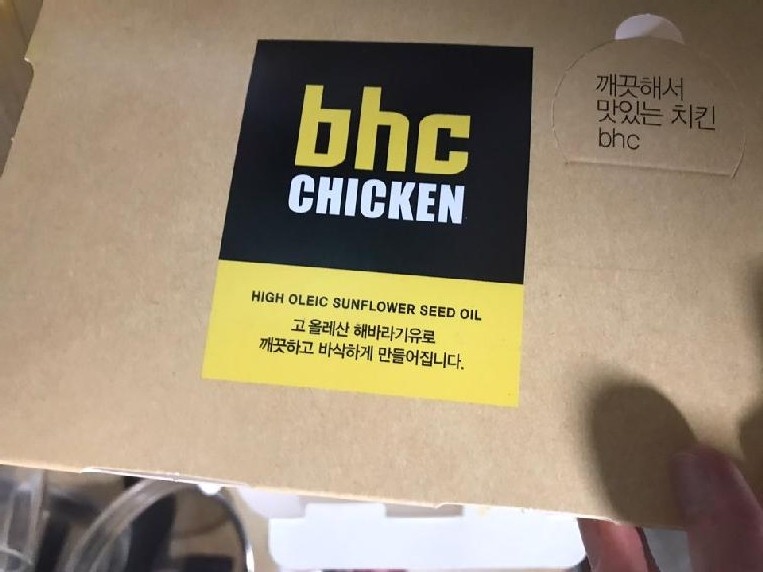 bhc
CHICKEN
HIGH OLEIC SUNFLOWER SEED OIL
고 올레산 해바라기유로
깨끗하고 바삭하게 만들어집니다.
깨끗해서
맛있는 치킨
bhc